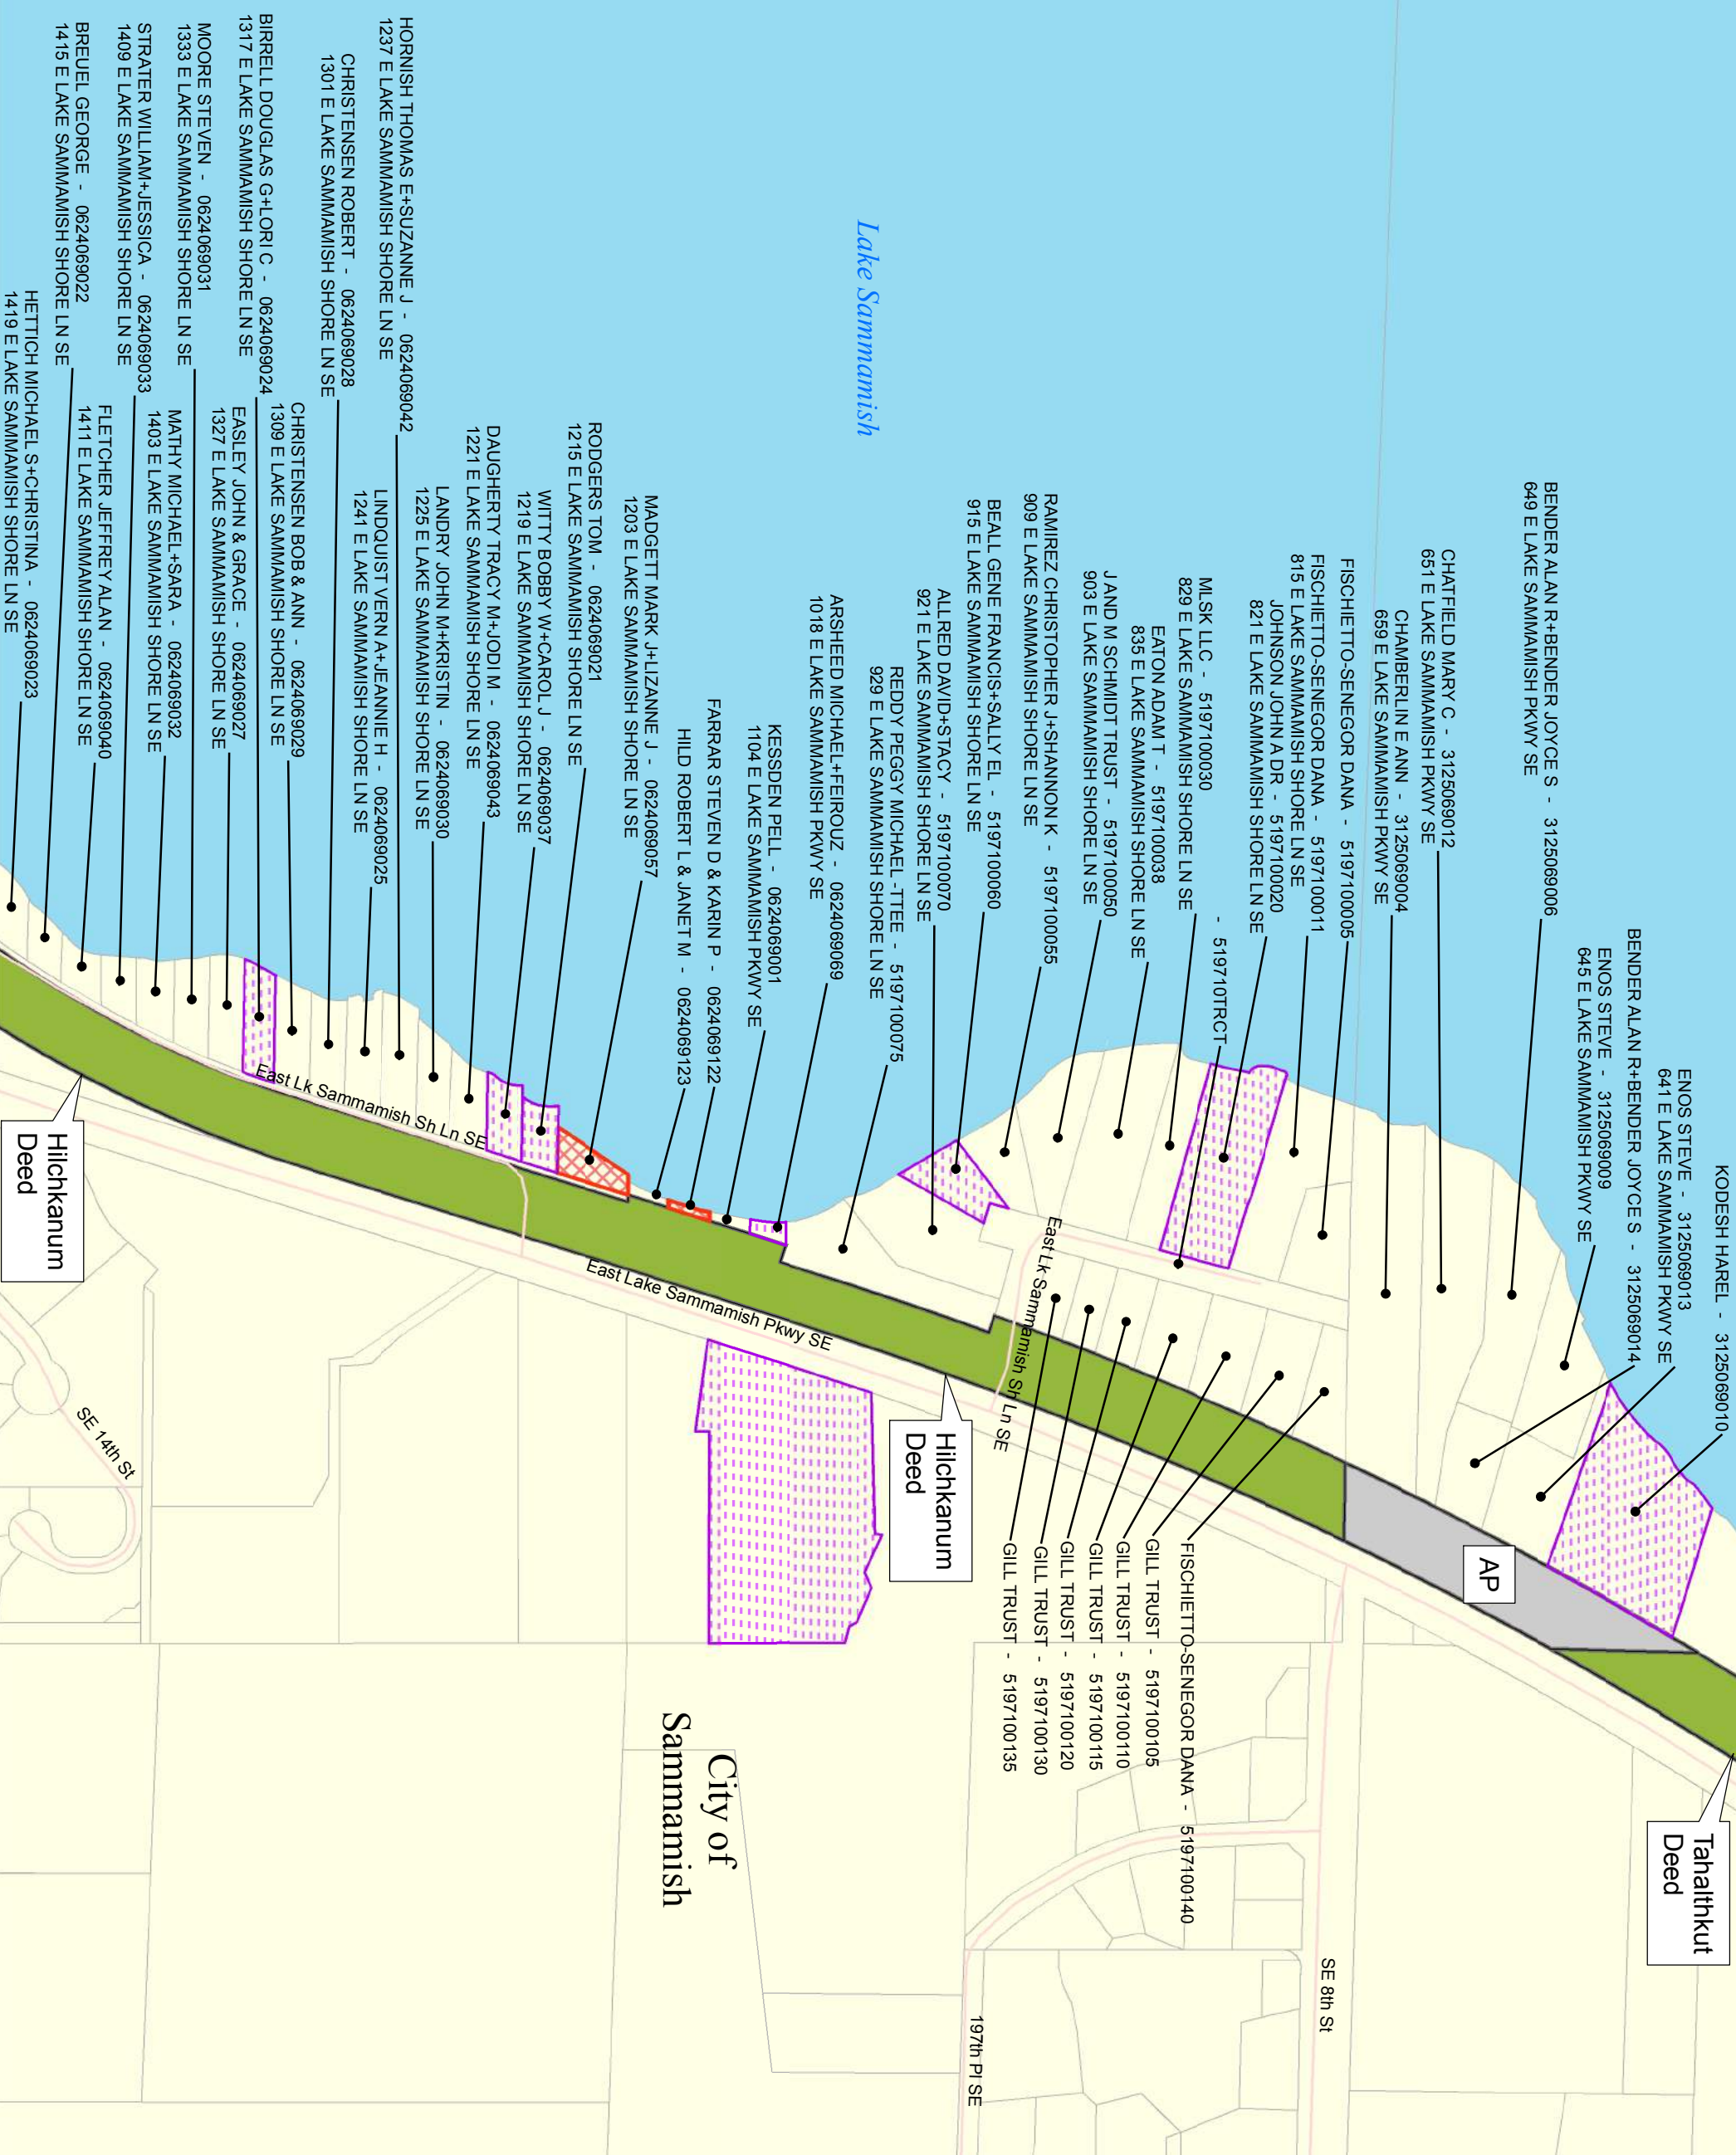 KODESH HAREL - 3125069010
ENOS STEVE - 3125069013
641 E LAKE SAMMAMISH PKWY SE
BENDER ALAN R+BENDER JOYCE S - 3125069014
ENOS STEVE - 3125069009
645 E LAKE SAMMAMISH PKWY SE
BENDER ALAN R+BENDER JOYCE S - 3125069006
649 E LAKE SAMMAMISH PKWY SE
CHATFIELD MARY C - 3125069012
651 E LAKE SAMMAMISH PKWY SE
CHAMBERLIN E ANN - 3125069004
659 E LAKE SAMMAMISH PKWY SE
FISCHIETTO-SENEGOR DANA - 5197100005
FISCHIETTO-SENEGOR DANA - 5197100011
815 E LAKE SAMMAMISH SHORE LN SE
JOHNSON JOHN A DR - 5197100020
821 E LAKE SAMMAMISH SHORE LN SE
- 519710TRCT
MLSK LLC - 5197100030
829 E LAKE SAMMAMISH SHORE LN SE
EATON ADAM T - 5197100038
835 E LAKE SAMMAMISH SHORE LN SE
J AND M SCHMIDT TRUST - 5197100050
903 E LAKE SAMMAMISH SHORE LN SE
RAMIREZ CHRISTOPHER J+SHANNON K - 5197100055
909 E LAKE SAMMAMISH SHORE LN SE
BEALL GENE FRANCIS+SALLY EL - 5197100060
915 E LAKE SAMMAMISH SHORE LN SE
ALLRED DAVID+STACY - 5197100070
921 E LAKE SAMMAMISH SHORE LN SE
REDDY PEGGY MICHAEL -TTEE - 5197100075
929 E LAKE SAMMAMISH SHORE LN SE
ARSHEED MICHAEL+FEIROUZ - 0624069069
1018 E LAKE SAMMAMISH PKWY SE
KESSDEN PELL - 0624069001
1104 E LAKE SAMMAMISH PKWY SE
FARRAR STEVEN D & KARIN P - 0624069122
HILD ROBERT L & JANET M - 0624069123
MADGETT MARK J+LIZANNE J - 0624069057
1203 E LAKE SAMMAMISH SHORE LN SE
RODGERS TOM - 0624069021
1215 E LAKE SAMMAMISH SHORE LN SE
WITTY BOBBY W+CAROL J - 0624069037
1219 E LAKE SAMMAMISH SHORE LN SE
DAUGHERTY TRACY M+JODI M - 0624069043
1221 E LAKE SAMMAMISH SHORE LN SE
LANDRY JOHN M+KRISTIN - 0624069030
1225 E LAKE SAMMAMISH SHORE LN SE
HORNISH THOMAS E+SUZANNE J - 0624069042
1237 E LAKE SAMMAMISH SHORE LN SE
LINDQUIST VERN A+JEANNIE H - 0624069025
1241 E LAKE SAMMAMISH SHORE LN SE
CHRISTENSEN ROBERT - 0624069028
1301 E LAKE SAMMAMISH SHORE LN SE
CHRISTENSEN BOB & ANN - 0624069029
1309 E LAKE SAMMAMISH SHORE LN SE
BIRRELL DOUGLAS G+LORI C - 0624069024
1317 E LAKE SAMMAMISH SHORE LN SE
EASLEY JOHN & GRACE - 0624069027
1327 E LAKE SAMMAMISH SHORE LN SE
MOORE STEVEN - 0624069031
1333 E LAKE SAMMAMISH SHORE LN SE
MATHY MICHAEL+SARA - 0624069032
1403 E LAKE SAMMAMISH SHORE LN SE
STRATER WILLIAM+JESSICA - 0624069033
1409 E LAKE SAMMAMISH SHORE LN SE
FLETCHER JEFFREY ALAN - 0624069040
1411 E LAKE SAMMAMISH SHORE LN SE
BREUEL GEORGE - 0624069022
1415 E LAKE SAMMAMISH SHORE LN SE
HETTICH MICHAEL S+CHRISTINA - 0624069023
1419 E LAKE SAMMAMISH SHORE LN SE
Lake Sammamish
Tahalthkut
Deed
AP
FISCHIETTO-SENEGOR DANA - 5197100140
GILL TRUST - 5197100105
GILL TRUST - 5197100110
GILL TRUST - 5197100115
GILL TRUST - 5197100120
GILL TRUST - 5197100130
GILL TRUST - 5197100135
Hilchkanum
Deed
Hilchkanum
Deed
East Lk Sammamish Sh Ln SE
East Lake Sammamish Pkwy SE
East Lk Sammamish Sh Ln SE
SE 8th St
197th Pl SE
SE 14th St
City of
Sammamish